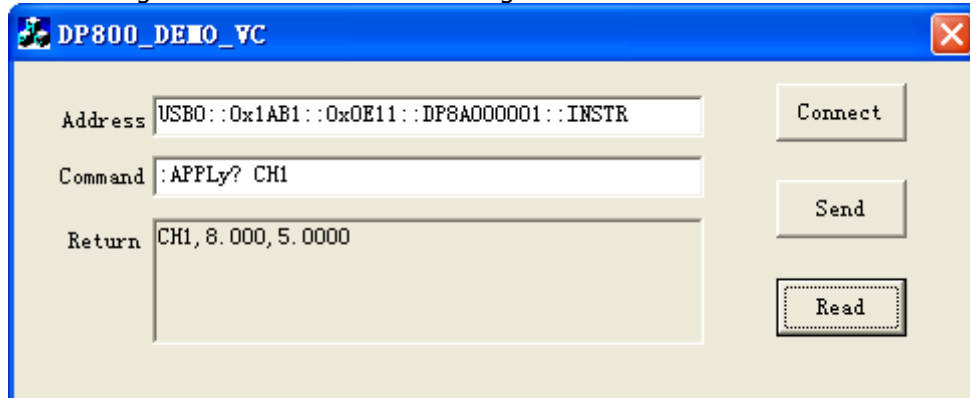 DP800_DEMO_VC
Address USB0::0x1AB1::0x0E11::DP8A000001::INSTR
Connect
Command :APPLy? CH1
Send
Return CH1,8.000,5.0000
Read